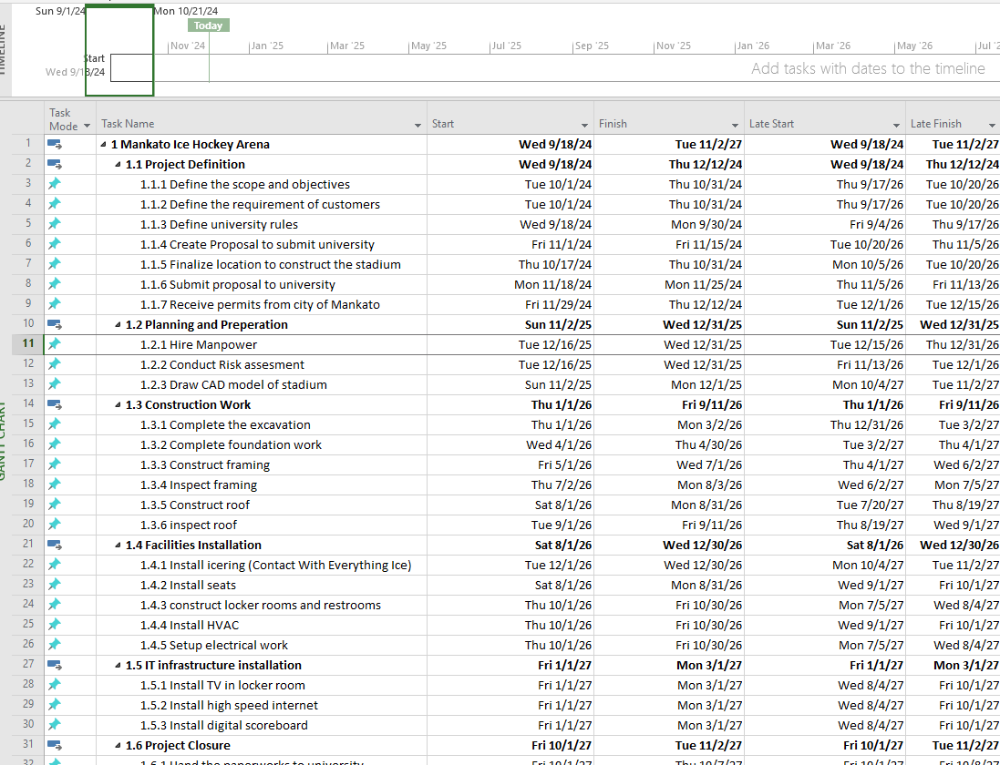 Sun 9/1/24 Mon 10/21/24
Today
Nov '24 Jan '25 Mar '25 May '25 Jul '25 Sep '25 Nov '25 Jan '26 Mar '26 May '26
Start
Wed 9/18/24
Add tasks with dates to the timeline
TIMELINE
GANTT CHART
Task Mode Task Name Start Finish Late Start Late Finish
1 1 Mankato Ice Hockey Arena Wed 9/18/24 Tue 11/2/27 Wed 9/18/24 Tue 11/2/27
2 1.1 Project Definition Wed 9/18/24 Thu 12/12/24 Wed 9/18/24 Thu 12/12/24
3 1.1.1 Define the scope and objectives Tue 10/1/24 Thu 10/31/24 Thu 9/17/26 Tue 10/20/26
4 1.1.2 Define the requirement of customers Tue 10/1/24 Thu 10/31/24 Thu 9/17/26 Tue 10/20/26
5 1.1.3 Define university rules Wed 9/18/24 Mon 9/30/24 Fri 9/4/26 Thu 9/17/26
6 1.1.4 Create Proposal to submit university Fri 11/1/24 Fri 11/15/24 Tue 10/20/26 Thu 11/5/26
7 1.1.5 Finalize location to construct the stadium Thu 10/17/24 Thu 10/31/24 Mon 10/5/26 Tue 10/20/26
8 1.1.6 Submit proposal to university Mon 11/18/24 Mon 11/25/24 Thu 11/5/26 Fri 11/13/26
9 1.1.7 Receive permits from city of Mankato Fri 11/29/24 Thu 12/12/24 Tue 12/1/26 Tue 12/15/26
10 1.2 Planning and Preperation Sun 11/2/25 Wed 12/31/25 Sun 11/2/25 Wed 12/31/25
11 1.2.1 Hire Manpower Tue 12/16/25 Wed 12/31/25 Tue 12/15/26 Thu 12/31/26
12 1.2.2 Conduct Risk assesment Tue 12/16/25 Wed 12/31/25 Fri 11/13/26 Tue 12/1/26
13 1.2.3 Draw CAD model of stadium Sun 11/2/25 Mon 12/1/25 Mon 10/4/27 Tue 11/2/27
14 1.3 Construction Work Thu 1/1/26 Fri 9/11/26 Thu 1/1/26 Fri 9/11/26
15 1.3.1 Complete the excavation Thu 1/1/26 Mon 3/2/26 Thu 12/31/26 Tue 3/2/27
16 1.3.2 Complete foundation work Wed 4/1/26 Thu 4/30/26 Tue 3/2/27 Thu 4/1/27
17 1.3.3 Construct framing Fri 5/1/26 Wed 7/1/26 Thu 4/1/27 Wed 6/2/27
18 1.3.4 Inspect framing Thu 7/2/26 Mon 8/3/26 Wed 6/2/27 Mon 7/5/27
19 1.3.5 Construct roof Sat 8/1/26 Mon 8/31/26 Tue 7/20/27 Thu 8/19/27
20 1.3.6 inspect roof Tue 9/1/26 Fri 9/11/26 Thu 8/19/27 Wed 9/1/27
21 1.4 Facilities Installation Sat 8/1/26 Wed 12/30/26 Sat 8/1/26 Wed 12/30/26
22 1.4.1 Install icering (Contact With Everything Ice) Tue 12/1/26 Wed 12/30/26 Mon 10/4/27 Tue 11/2/27
23 1.4.2 Install seats Sat 8/1/26 Mon 8/31/26 Wed 9/1/27 Fri 10/1/27
24 1.4.3 construct locker rooms and restrooms Thu 10/1/26 Fri 10/30/26 Mon 7/5/27 Wed 8/4/27
25 1.4.4 Install HVAC Thu 10/1/26 Fri 10/30/26 Wed 9/1/27 Fri 10/1/27
26 1.4.5 Setup electrical work Thu 10/1/26 Fri 10/30/26 Mon 7/5/27 Wed 8/4/27
27 1.5 IT infrastructure installation Fri 1/1/27 Mon 3/1/27 Fri 1/1/27 Mon 3/1/27
28 1.5.1 Install TV in locker room Fri 1/1/27 Mon 3/1/27 Wed 8/4/27 Fri 10/1/27
29 1.5.2 Install high speed internet Fri 1/1/27 Mon 3/1/27 Wed 8/4/27 Fri 10/1/27
30 1.5.3 Install digital scoreboard Fri 1/1/27 Mon 3/1/27 Wed 8/4/27 Fri 10/1/27
31 1.6 Project Closure Fri 10/1/27 Tue 11/2/27 Fri 10/1/27 Tue 11/2/27
32 1.6.1 Hand the paperworks to university Fri 10/1/27 Thu 10/7/27 Fri 10/1/27 Fri 10/8/27